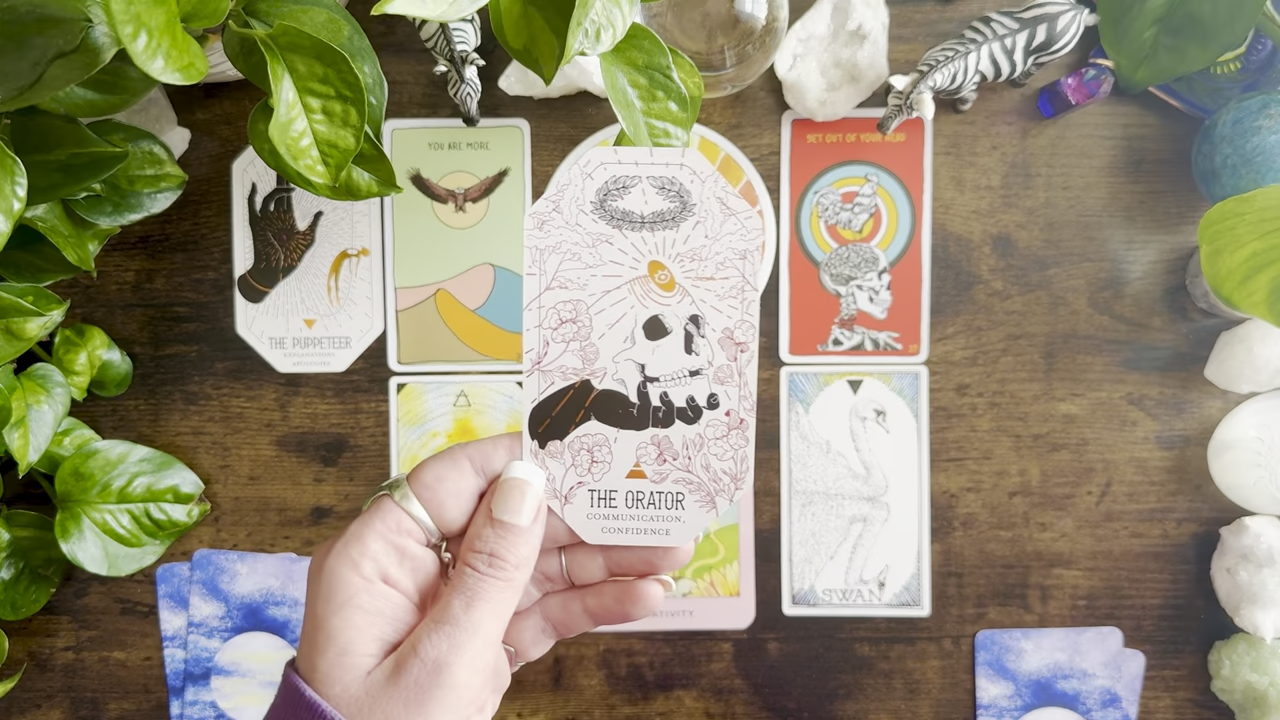 YOU ARE MORE
GET OUT OF YOUR HEAD
THE PUPPETEER
THE ORATOR
COMMUNICATION,
CONFIDENCE
SWAN